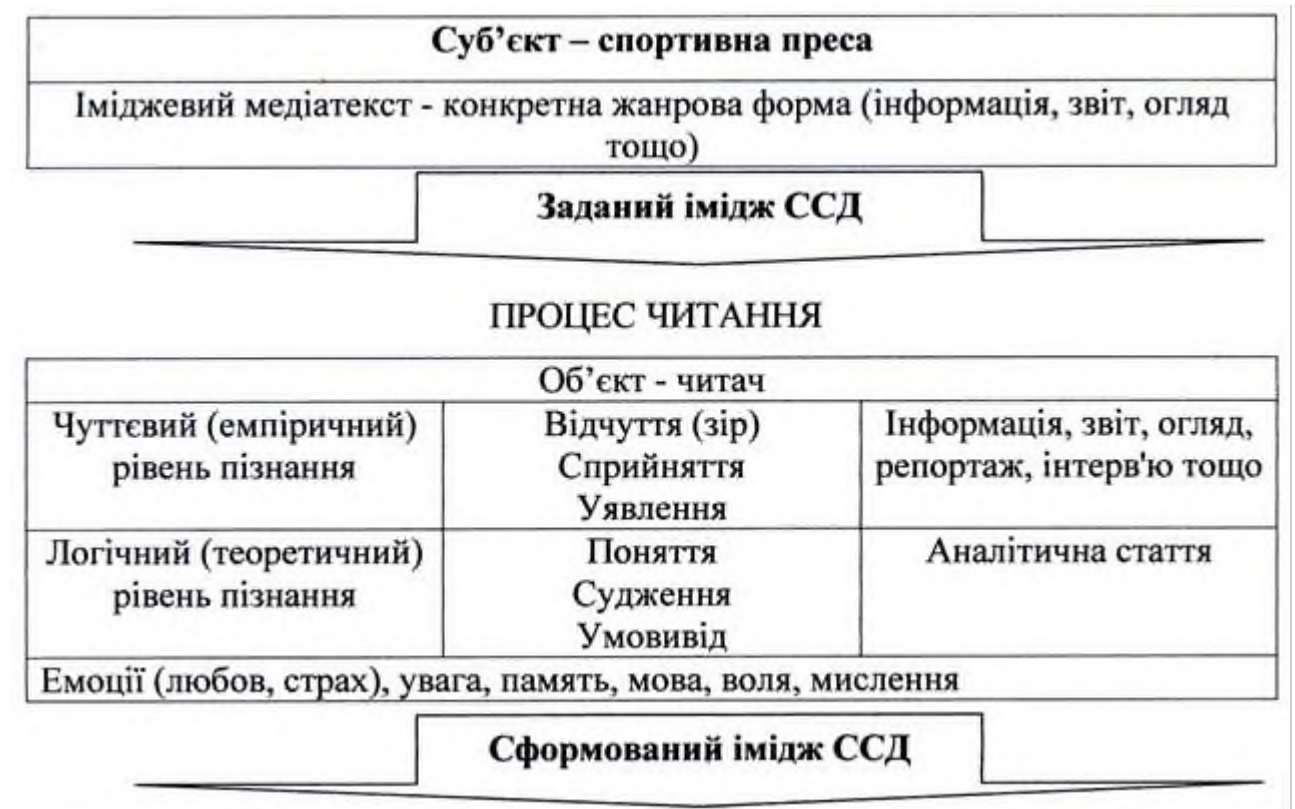 Суб’єкт – спортивна преса
Іміджевий медіатекст - конкретна жанрова форма (інформація, звіт, огляд
тощо)
Заданий імідж ССД
ПРОЦЕС ЧИТАННЯ
Об’єкт - читач
Чуттєвий (емпіричний)
рівень пізнання
Відчуття (зір)
Сприйняття
Уявлення
Інформація, звіт, огляд,
репортаж, інтерв'ю тощо
Логічний (теоретичний)
рівень пізнання
Поняття
Судження
Умовивід
Аналітична стаття
Емоції (любов, страх), увага, память, мова, воля, мислення
Сформований імідж ССД